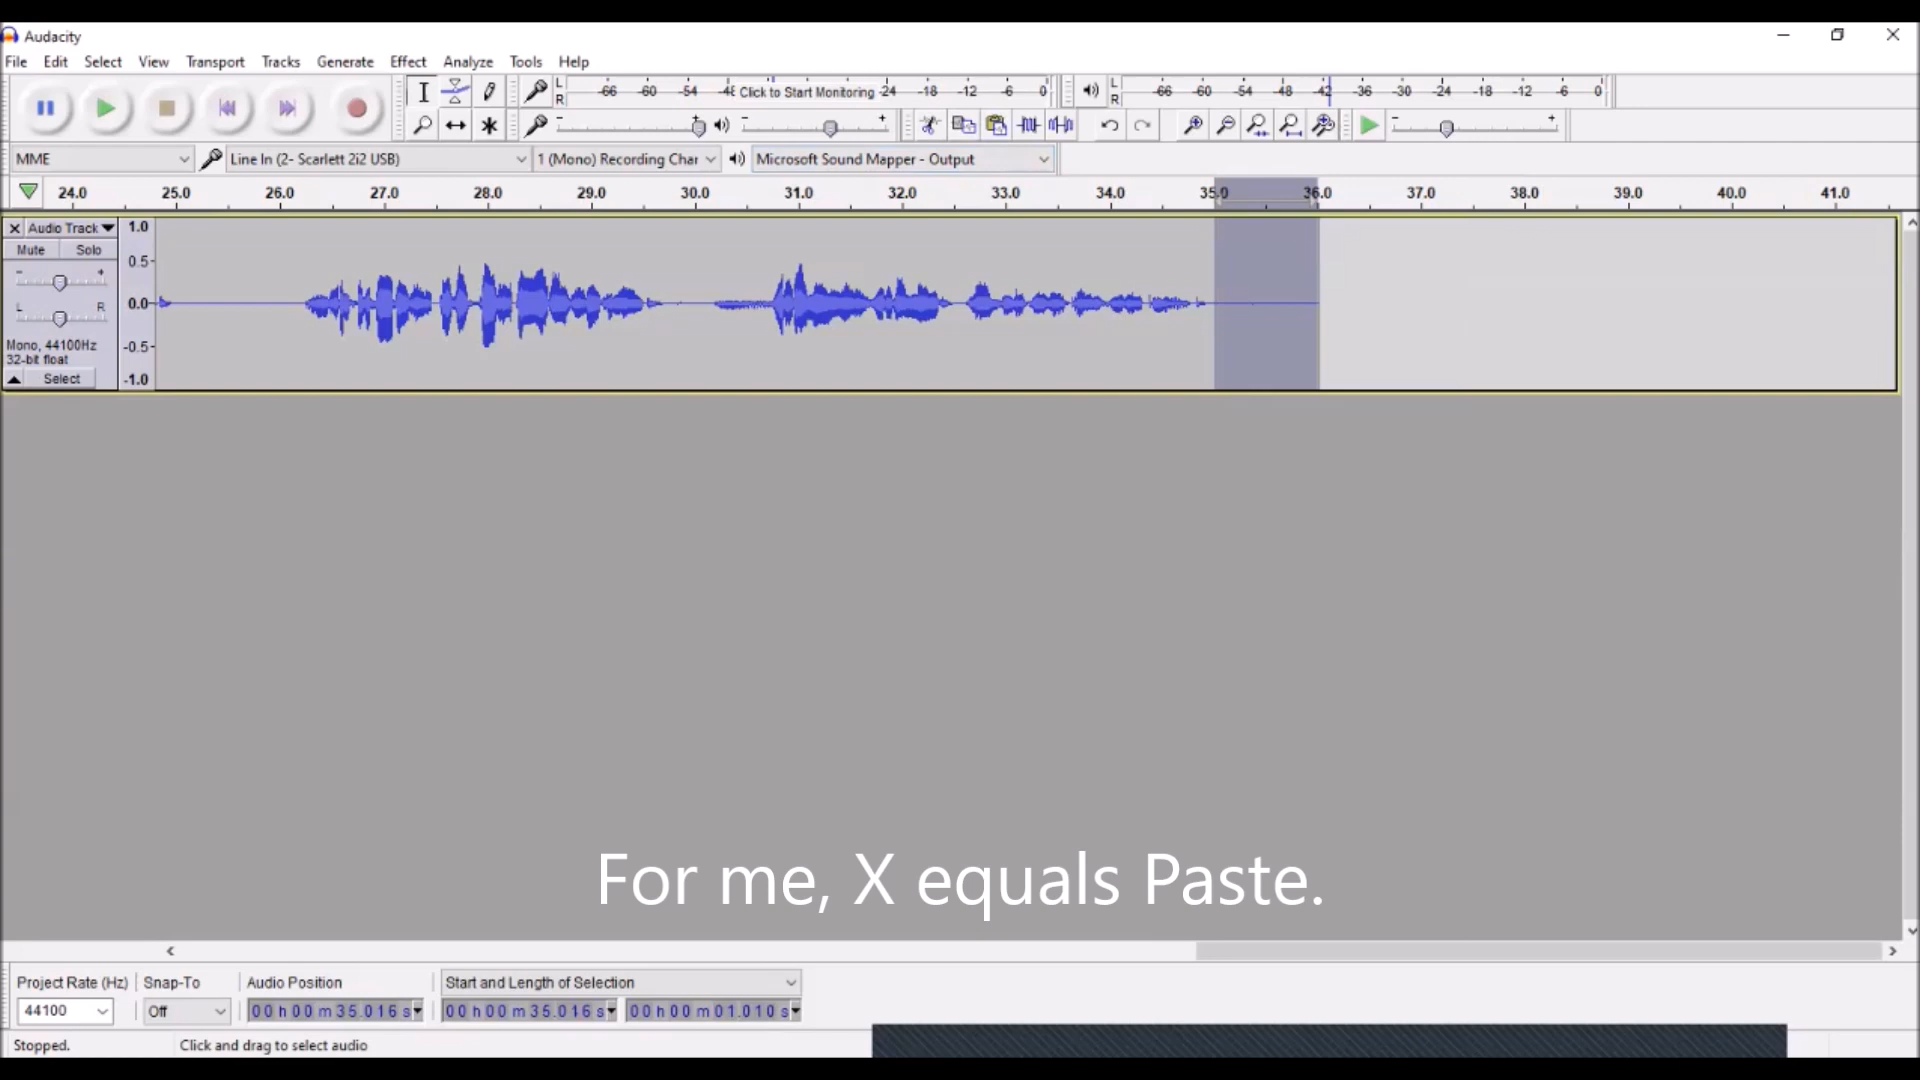 Audacity
File Edit Select View Transport Tracks Generate Effect Analyze Tools Help
L R -66 -60 -54 -4 Click to Start Monitoring -24 -18 -12 -6 0 L R -66 -60 -54 -48 -42 -36 -30 -24 -18 -12 -6 0
MME Line In (2- Scarlett 2i2 USB) 1 (Mono) Recording Char Microsoft Sound Mapper - Output
24.0 25.0 26.0 27.0 28.0 29.0 30.0 31.0 32.0 33.0 34.0 35.0 36.0 37.0 38.0 39.0 40.0 41.0
Audio Track 1.0
Mute Solo
0.5
0.0
L R
Mono, 44100Hz -0.5
32-bit float
Select -1.0
For me, X equals Paste.
Project Rate (Hz) Snap-To Audio Position Start and Length of Selection
44100 Off 00 h 00 m 35.016 s 00 h 00 m 35.016 s 00 h 00 m 01.010 s
Stopped. Click and drag to select audio